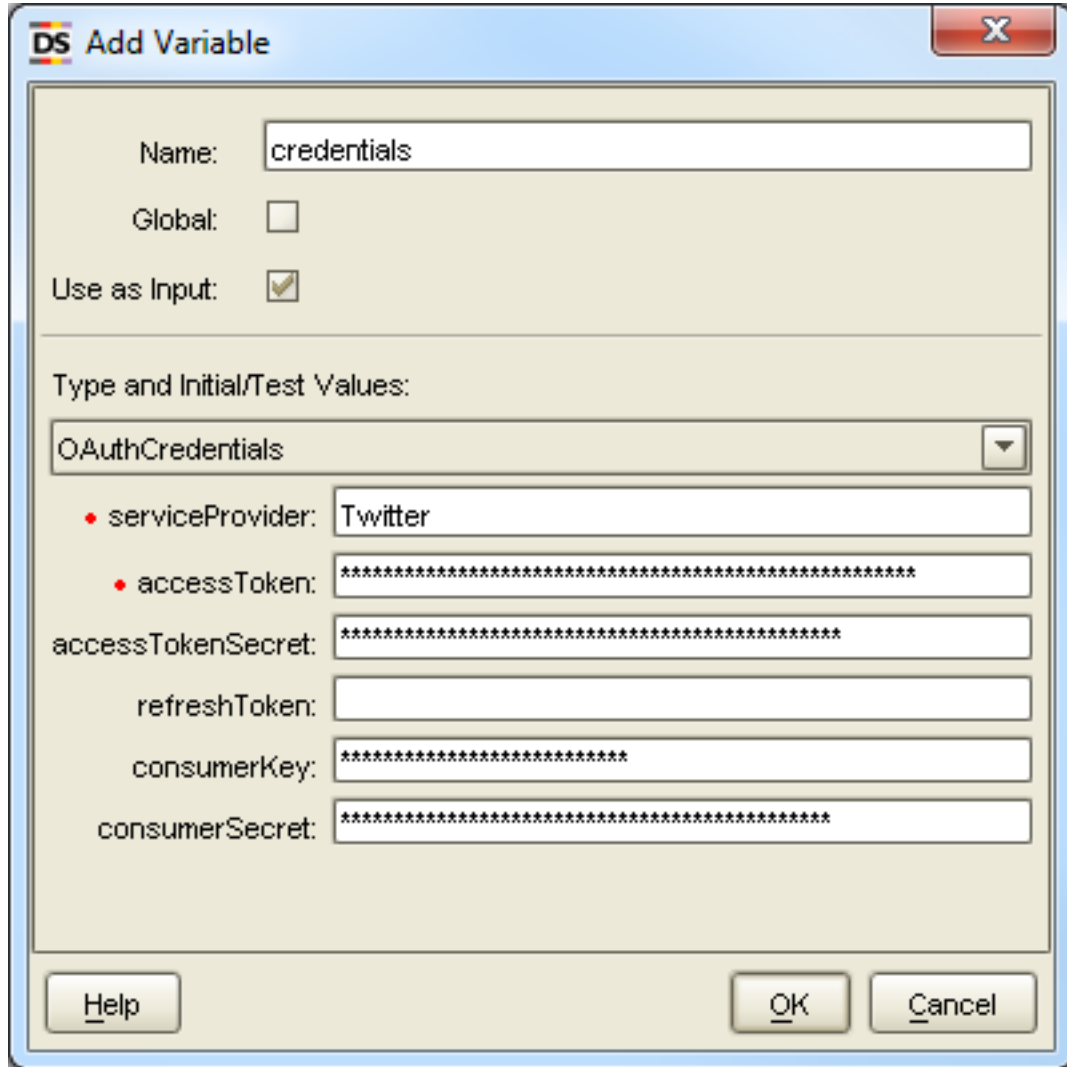 DS Add Variable
Name: credentials
Global:
Use as Input:
Type and Initial/Test Values:
OAuthCredentials
serviceProvider: Twitter
accessToken: ******************************************************
accessTokenSecret: ***********************************************
refreshToken:
consumerKey: ***************************
consumerSecret: **********************************************
Help OK Cancel